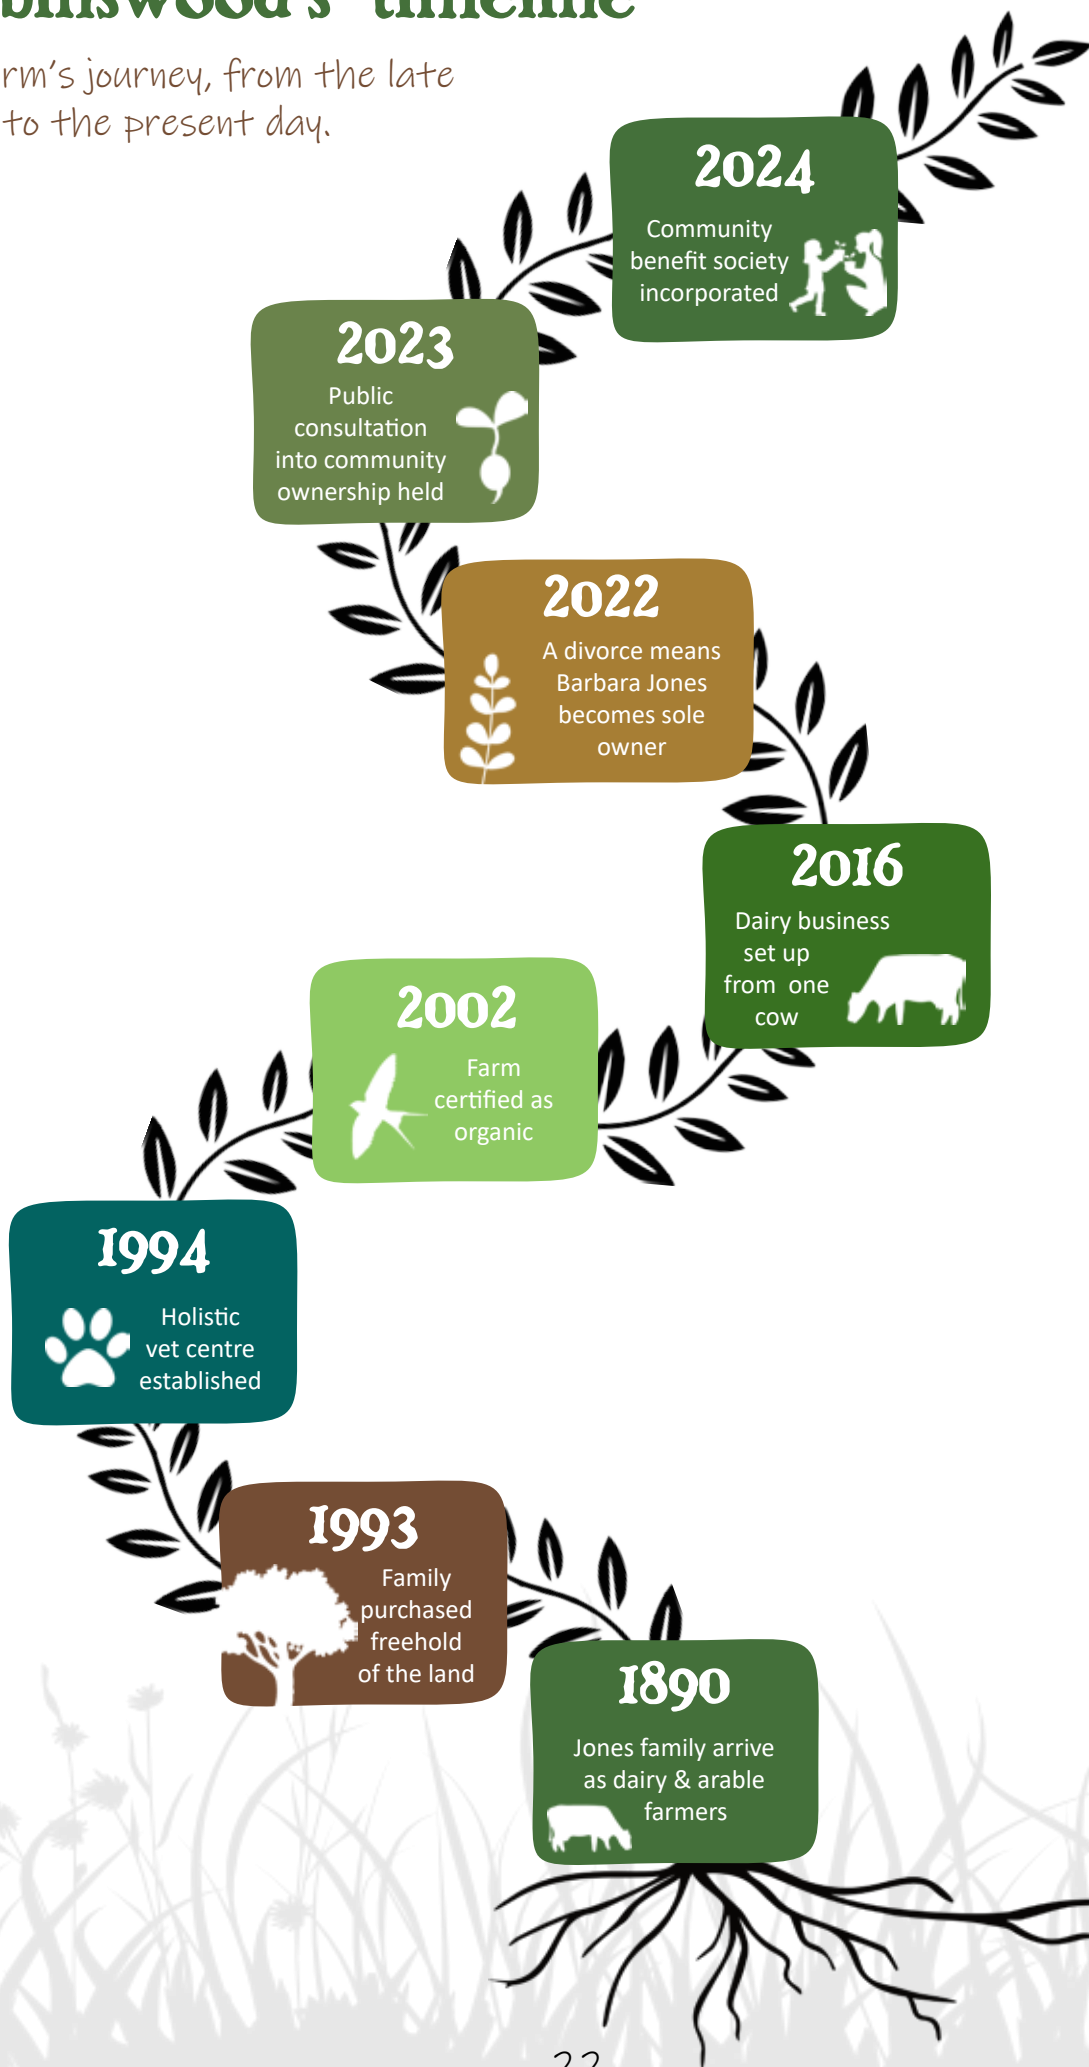 binswood's timeline
rm's journey, from the late
to the present day.
2024
Community
benefit society
incorporated
2023
Public
consultation
into community
ownership held
2022
A divorce means
Barbara Jones
becomes sole
owner
2016
Dairy business
set up
from one
cow
2002
Farm
certified as
organic
1994
Holistic
vet centre
established
1993
Family
purchased
freehold
of the land
1890
Jones family arrive
as dairy & arable
farmers
22